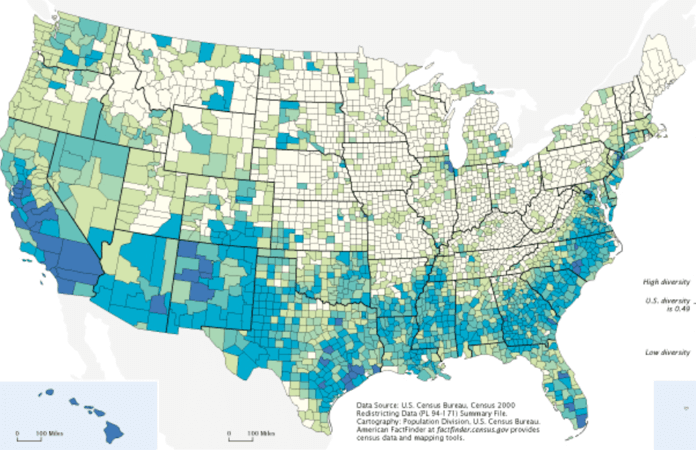 High diversity
U.S. diversity
is 0.49
Low diversity
Data Source: U.S. Census Bureau, Census 2000
Redistricting Data (PL 94-171) Summary File.
Cartography: Population Division, U.S. Census Bureau.
American FactFinder at factfinder.census.gov provides
census data and mapping tools.
0 100 Miles
0 100 Miles